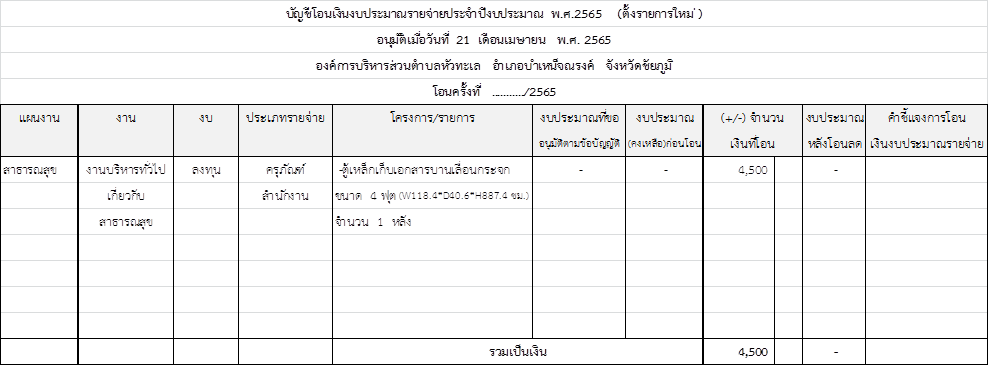 บัญชีโอนเงินงบประมาณรายจ่ายประจำปีงบประมาณ พ.ศ.2565 (ตั้งรายการใหม่ )
อนุมัติเมื่อวันที่ 21 เดือนเมษายน พ.ศ. 2565
องค์การบริหารส่วนตำบลหัวทะเล อำเภอบำเหน็จณรงค์ จังหวัดชัยภูมิ
โอนครั้งที่ .........../2565
แผนงาน งาน งบ ประเภทรายจ่าย โครงการ/รายการ งบประมาณที่ขอ งบประมาณ (+/-) จำนวน งบประมาณ คำชี้แจงการโอน
อนุมัติตามข้อบัญญัติ (คงเหลือ)ก่อนโอน เงินที่โอน หลังโอนลด เงินงบประมาณรายจ่าย
สาธารณสุข งานบริหารทั่วไป ลงทุน ครุภัณฑ์ -ตู้เหล็กเก็บเอกสารบานเลื่อนกระจก - - 4,500 -
เกี่ยวกับ สำนักงาน ขนาด 4 ฟุต (W118.4*D40.6*H887.4 ซม.)
สาธารณสุข จำนวน 1 หลัง
รวมเป็นเงิน 4,500 -